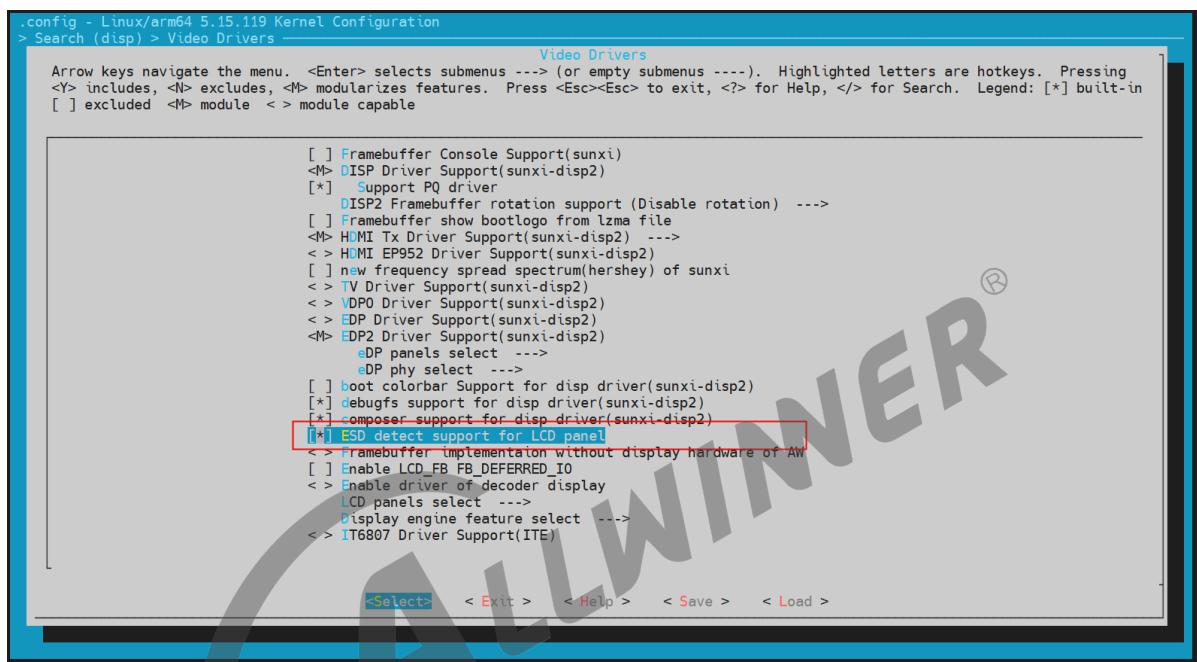 .config - Linux/arm64 5.15.119 Kernel Configuration
> Search (disp) > Video Drivers
Video Drivers
Arrow keys navigate the menu.  <Enter> selects submenus ---> (or empty submenus ----).  Highlighted letters are hotkeys.  Pressing
<Y> includes, <N> excludes, <M> modularizes features.  Press <Esc><Esc> to exit, <?> for Help, </> for Search.  Legend: [*] built-in
[ ] excluded  <M> module  < > module capable
[ ] Framebuffer Console Support(sunxi)
<M> DISP Driver Support(sunxi-disp2)
[*]   Support PQ driver
DISP2 Framebuffer rotation support (Disable rotation)  --->
[ ] Framebuffer show bootlogo from lzma file
<M> HDMI Tx Driver Support(sunxi-disp2)  --->
< > HDMI EP952 Driver Support(sunxi-disp2)
[ ] new frequency spread spectrum(hershey) of sunxi
< > TV Driver Support(sunxi-disp2)
< > VDPO Driver Support(sunxi-disp2)
< > EDP Driver Support(sunxi-disp2)
<M> EDP2 Driver Support(sunxi-disp2)
eDP panels select  --->
eDP phy select  --->
[ ] boot colorbar Support for disp driver(sunxi-disp2)
[*] debugfs support for disp driver(sunxi-disp2)
[*] composer support for disp driver(sunxi-disp2)
[*] ESD detect support for LCD panel
< > Framebuffer implementaion without display hardware of AW
[ ] Enable LCD_FB FB_DEFERRED_IO
< > Enable driver of decoder display
LCD panels select  --->
Display engine feature select  --->
< > IT6807 Driver Support(ITE)
<Select>    < Exit >    < Help >    < Save >    < Load >
ALLWINNER®